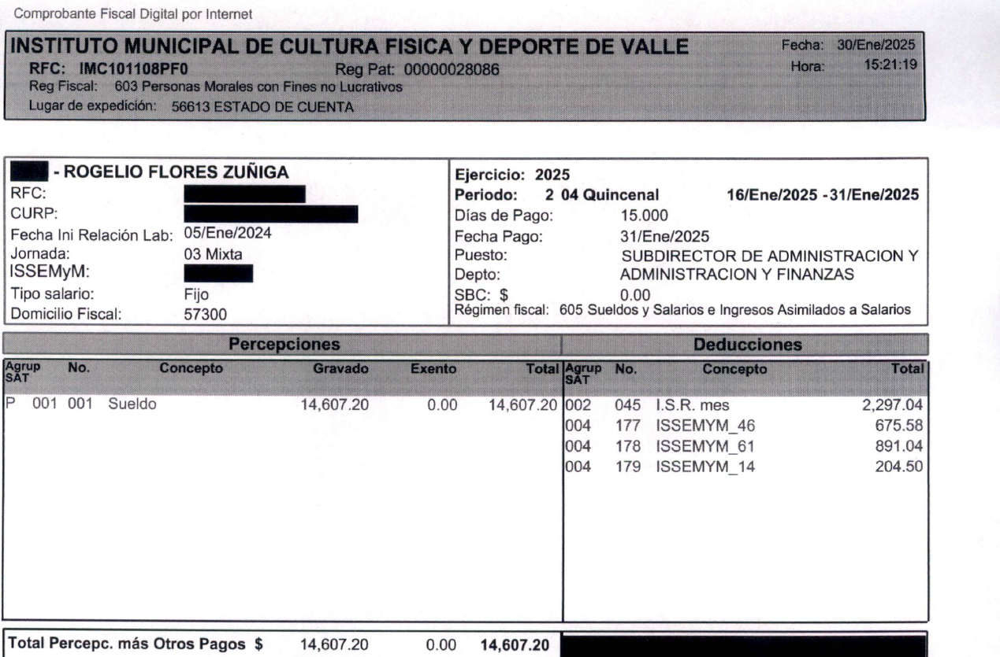 Comprobante Fiscal Digital por Internet
INSTITUTO MUNICIPAL DE CULTURA FISICA Y DEPORTE DE VALLE
Fecha: 30/Ene/2025
RFC: IMC101108PF0 Reg Pat: 00000028086
Hora: 15:21:19
Reg Fiscal: 603 Personas Morales con Fines no Lucrativos
Lugar de expedición: 56613 ESTADO DE CUENTA
- ROGELIO FLORES ZUÑIGA
RFC:
CURP:
Fecha Ini Relación Lab: 05/Ene/2024
Jornada: 03 Mixta
ISSEMyM:
Tipo salario: Fijo
Domicilio Fiscal: 57300
Ejercicio: 2025
Periodo: 2 04 Quincenal 16/Ene/2025 -31/Ene/2025
Días de Pago: 15.000
Fecha Pago: 31/Ene/2025
Puesto: SUBDIRECTOR DE ADMINISTRACION Y
Depto: ADMINISTRACION Y FINANZAS
SBC: $ 0.00
Régimen fiscal: 605 Sueldos y Salarios e Ingresos Asimilados a Salarios
Percepciones
Agrup SAT No. Concepto Gravado Exento Total
P 001 001 Sueldo 14,607.20 0.00 14,607.20
Deducciones
Agrup SAT No. Concepto Total
002 045 I.S.R. mes 2,297.04
004 177 ISSEMYM_46 675.58
004 178 ISSEMYM_61 891.04
004 179 ISSEMYM_14 204.50
Total Percepc. más Otros Pagos $ 14,607.20 0.00 14,607.20